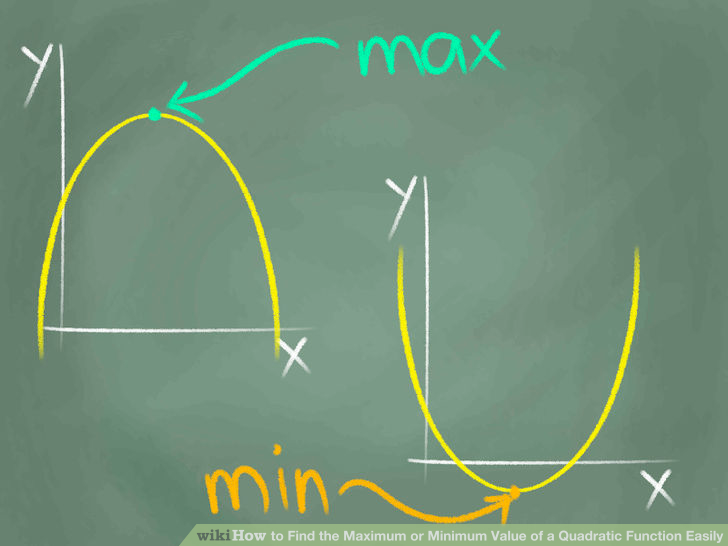 y
max
x
y
x
min
wikiHow to Find the Maximum or Minimum Value of a Quadratic Function Easily